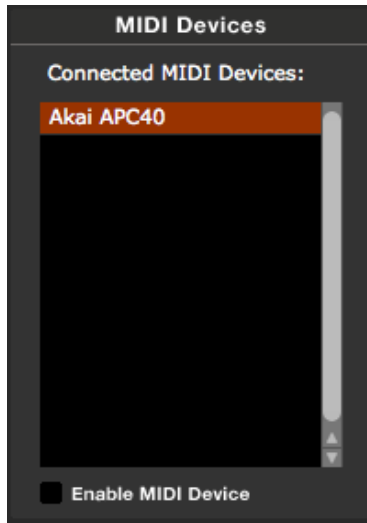 MIDI Devices
Connected MIDI Devices:
Akai APC40
Enable MIDI Device